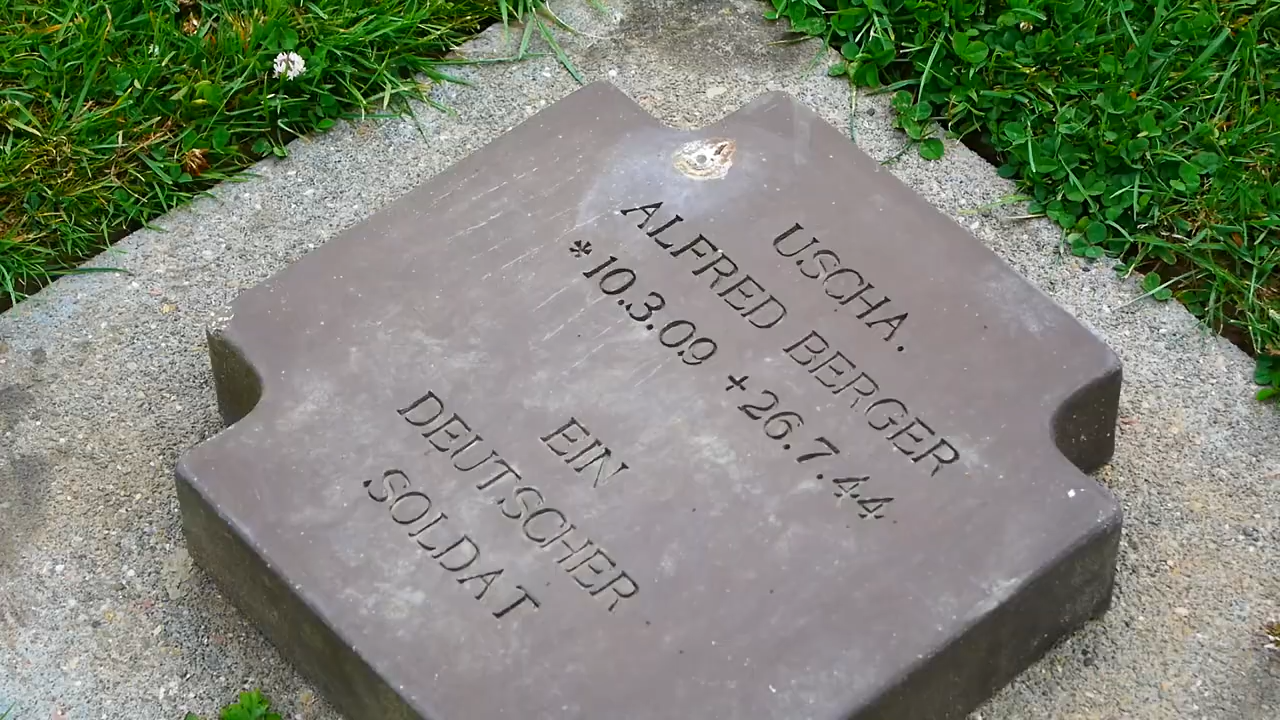 USCHA.
ALFRED BERGER
*10.3.09 +26.7.44
EIN
DEUTSCHER
SOLDAT